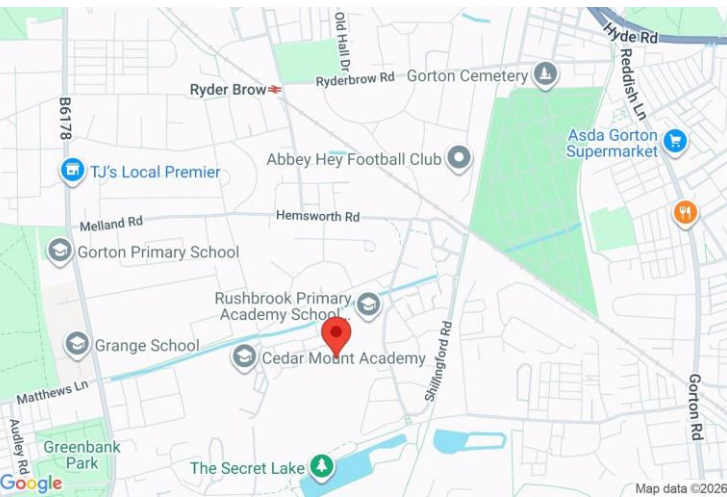 Hyde Rd
Old Hall Dr
Reddish Ln
Ryderbrow Rd
Gorton Cemetery
Ryder Brow
B6178
Asda Gorton
Supermarket
Abbey Hey Football Club
TJ's Local Premier
Hemsworth Rd
Melland Rd
Gorton Primary School
Rushbrook Primary
Academy School...
Grange School
Cedar Mount Academy
Shillingford Rd
Matthews Ln
Gorton Rd
Audley Rd
Greenbank
Park
The Secret Lake
Google
Map data ©2026